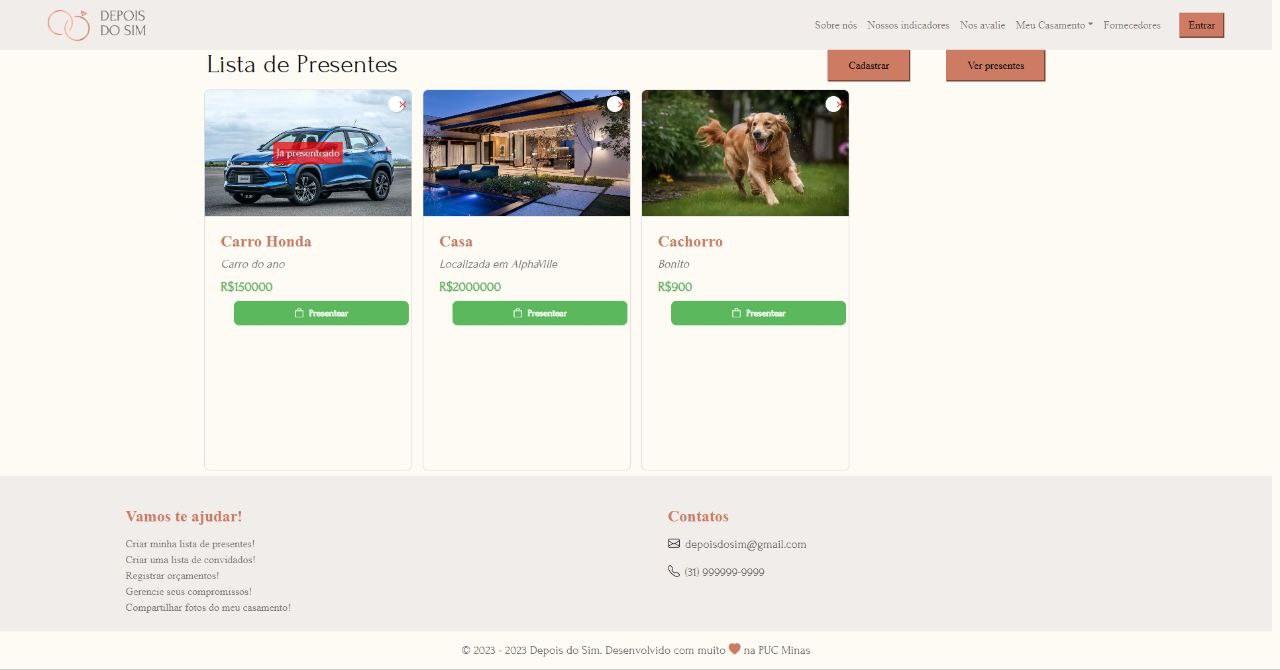 DEPOIS
DO SIM
Sobre nós Nossos indicadores Nos avalie Meu Casamento Fornecedores Entrar
Lista de Presentes
Cadastrar Ver presentes
Já presenteado
Carro Honda
Carro do ano
R$150000
Presentear
Casa
Localizada em AlphaVille
R$2000000
Presentear
Cachorro
Bonito
R$900
Presentear
Vamos te ajudar!
Criar minha lista de presentes!
Criar uma lista de convidados!
Registrar orçamentos!
Gerencie seus compromissos!
Compartilhar fotos do meu casamento!
Contatos
depoisdosim@gmail.com
(31) 999999-9999
© 2023 - 2023 Depois do Sim. Desenvolvido com muito na PUC Minas